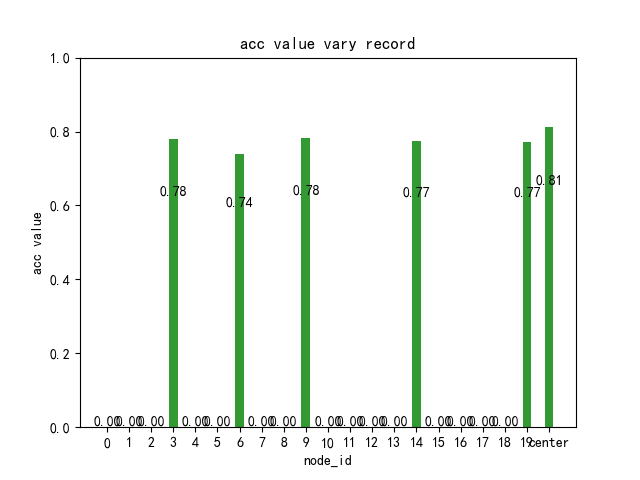 acc value vary record
1.0
0.8
0.6
0.4
0.2
0.0
acc value
0.00 0.00 0.00 0.78 0.00 0.00 0.74 0.00 0.00 0.78 0.00 0.00 0.00 0.00 0.77 0.00 0.00 0.00 0.00 0.77 0.81
0 1 2 3 4 5 6 7 8 9 10 11 12 13 14 15 16 17 18 19 center
node_id